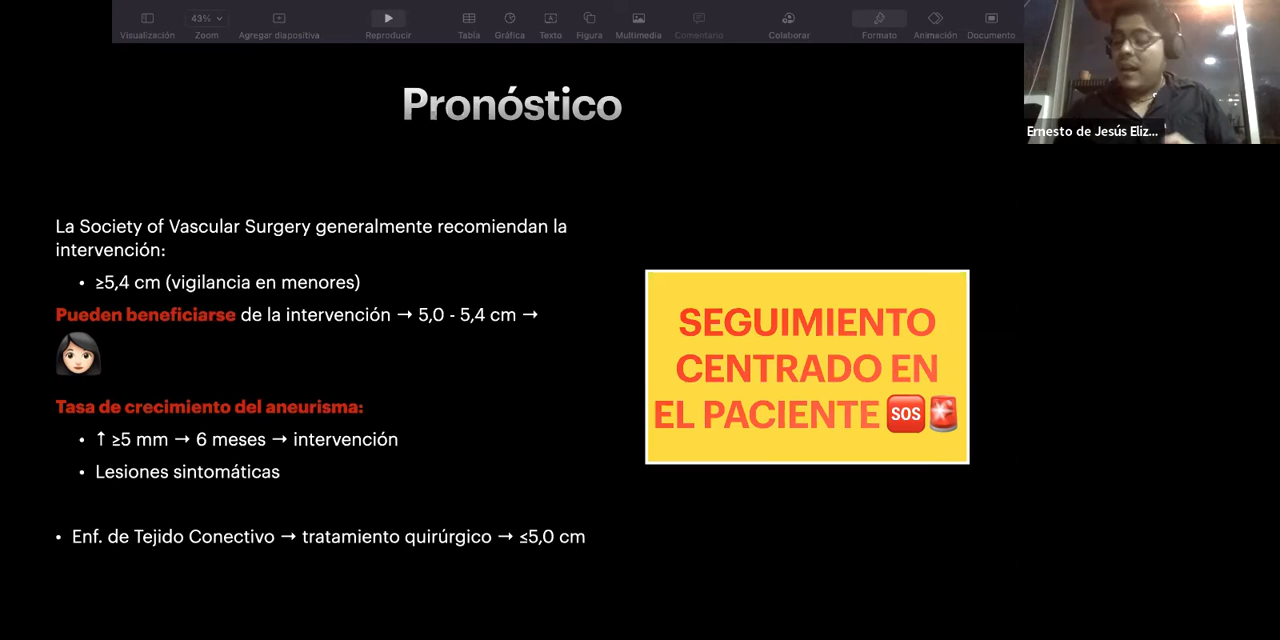 43%
Visualización
Zoom
Agregar diapositiva
Reproducir
Tabla
Gráfica
Texto
Figura
Multimedia
Comentario
Colaborar
Formato
Animación
Documento
Ernesto de Jesús Eliz...
Pronóstico
La Society of Vascular Surgery generalmente recomiendan la
intervención:
• ≥5,4 cm (vigilancia en menores)
Pueden beneficiarse de la intervención → 5,0 - 5,4 cm →
Tasa de crecimiento del aneurisma:
• ↑ ≥5 mm → 6 meses → intervención
• Lesiones sintomáticas
• Enf. de Tejido Conectivo → tratamiento quirúrgico → ≤5,0 cm
SEGUIMIENTO
CENTRADO EN
EL PACIENTE SOS